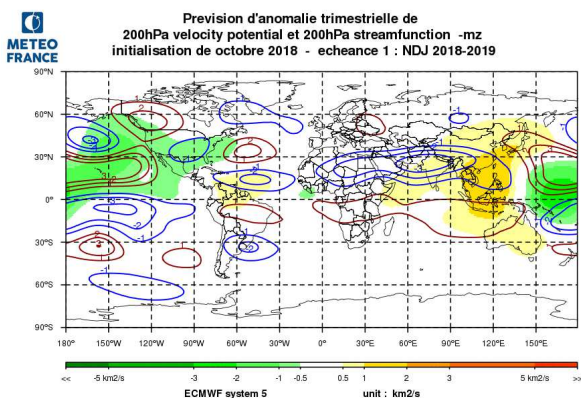 METEO
FRANCE
Prevision d'anomalie trimestrielle de
200hPa velocity potential et 200hPa streamfunction -mz
initialisation de octobre 2018 - echeance 1 : NDJ 2018-2019
90°N
60°N
30°N
0°
30°S
60°S
90°S
180° 150°W 120°W 90°W 60°W 30°W 0° 30°E 60°E 90°E 120°E 150°E
<< -5 km2/s -3 -2 -1 -0.5 0.5 1 2 3 5 km2/s >>
ECMWF system 5 unit : km2/s